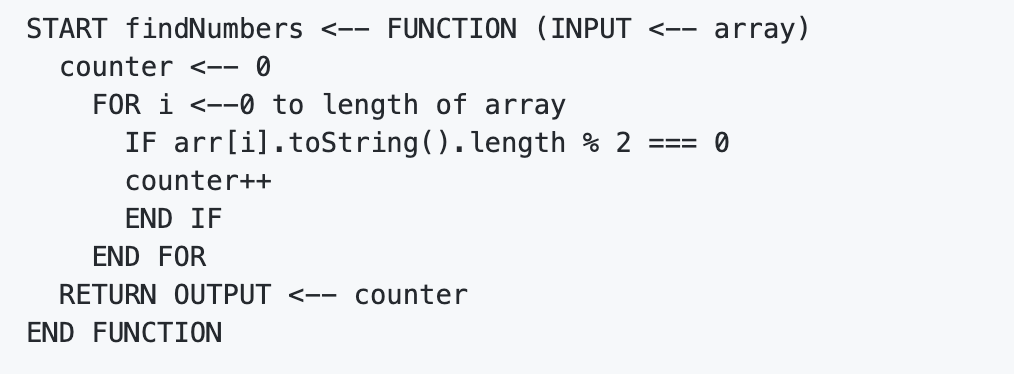 START findNumbers <-- FUNCTION (INPUT <-- array)
counter <-- 0
FOR i <--0 to length of array
IF arr[i].toString().length % 2 === 0
counter++
END IF
END FOR
RETURN OUTPUT <-- counter
END FUNCTION